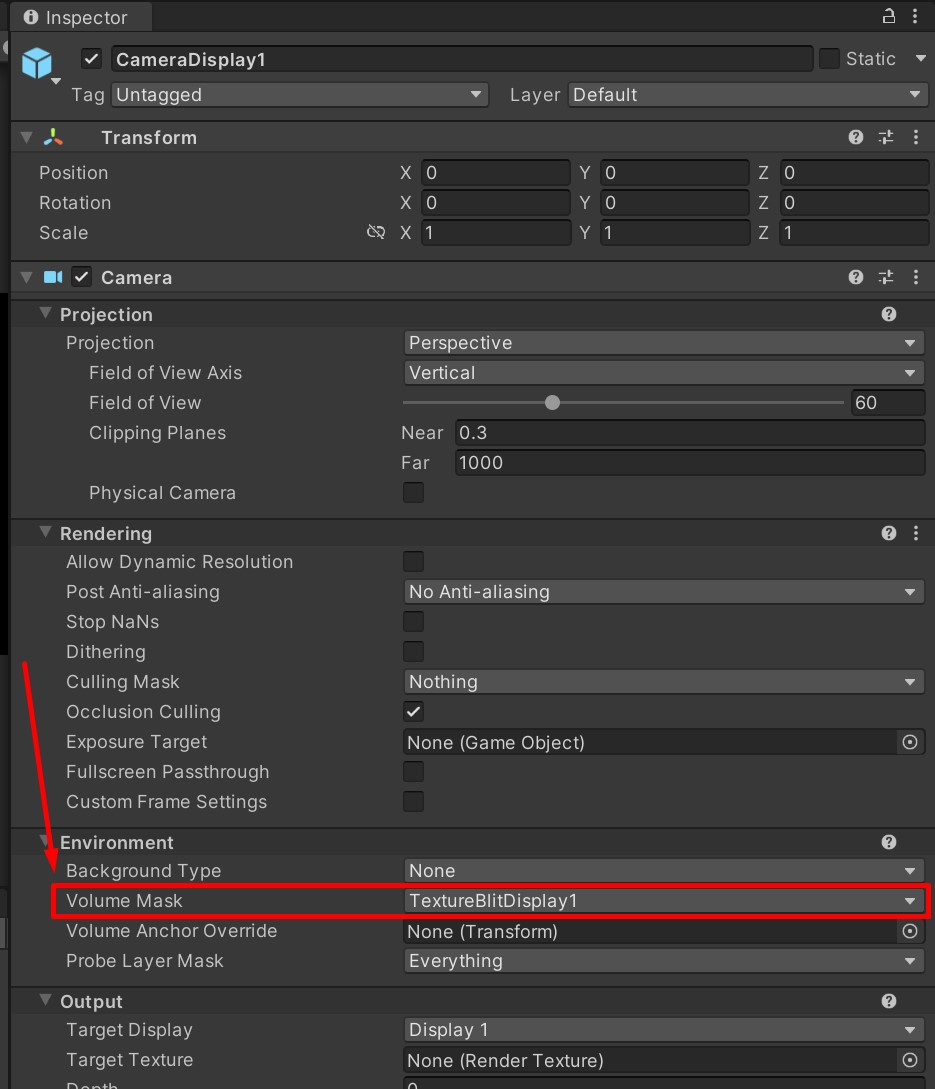 Inspector
CameraDisplay1 Static
Tag Untagged Layer Default
Transform
Position X 0 Y 0 Z 0
Rotation X 0 Y 0 Z 0
Scale X 1 Y 1 Z 1
Camera
Projection
Projection Perspective
Field of View Axis Vertical
Field of View 60
Clipping Planes Near 0.3
Far 1000
Physical Camera
Rendering
Allow Dynamic Resolution
Post Anti-aliasing No Anti-aliasing
Stop NaNs
Dithering
Culling Mask Nothing
Occlusion Culling
Exposure Target None (Game Object)
Fullscreen Passthrough
Custom Frame Settings
Environment
Background Type None
Volume Mask TextureBlitDisplay1
Volume Anchor Override None (Transform)
Probe Layer Mask Everything
Output
Target Display Display 1
Target Texture None (Render Texture)
Depth 0